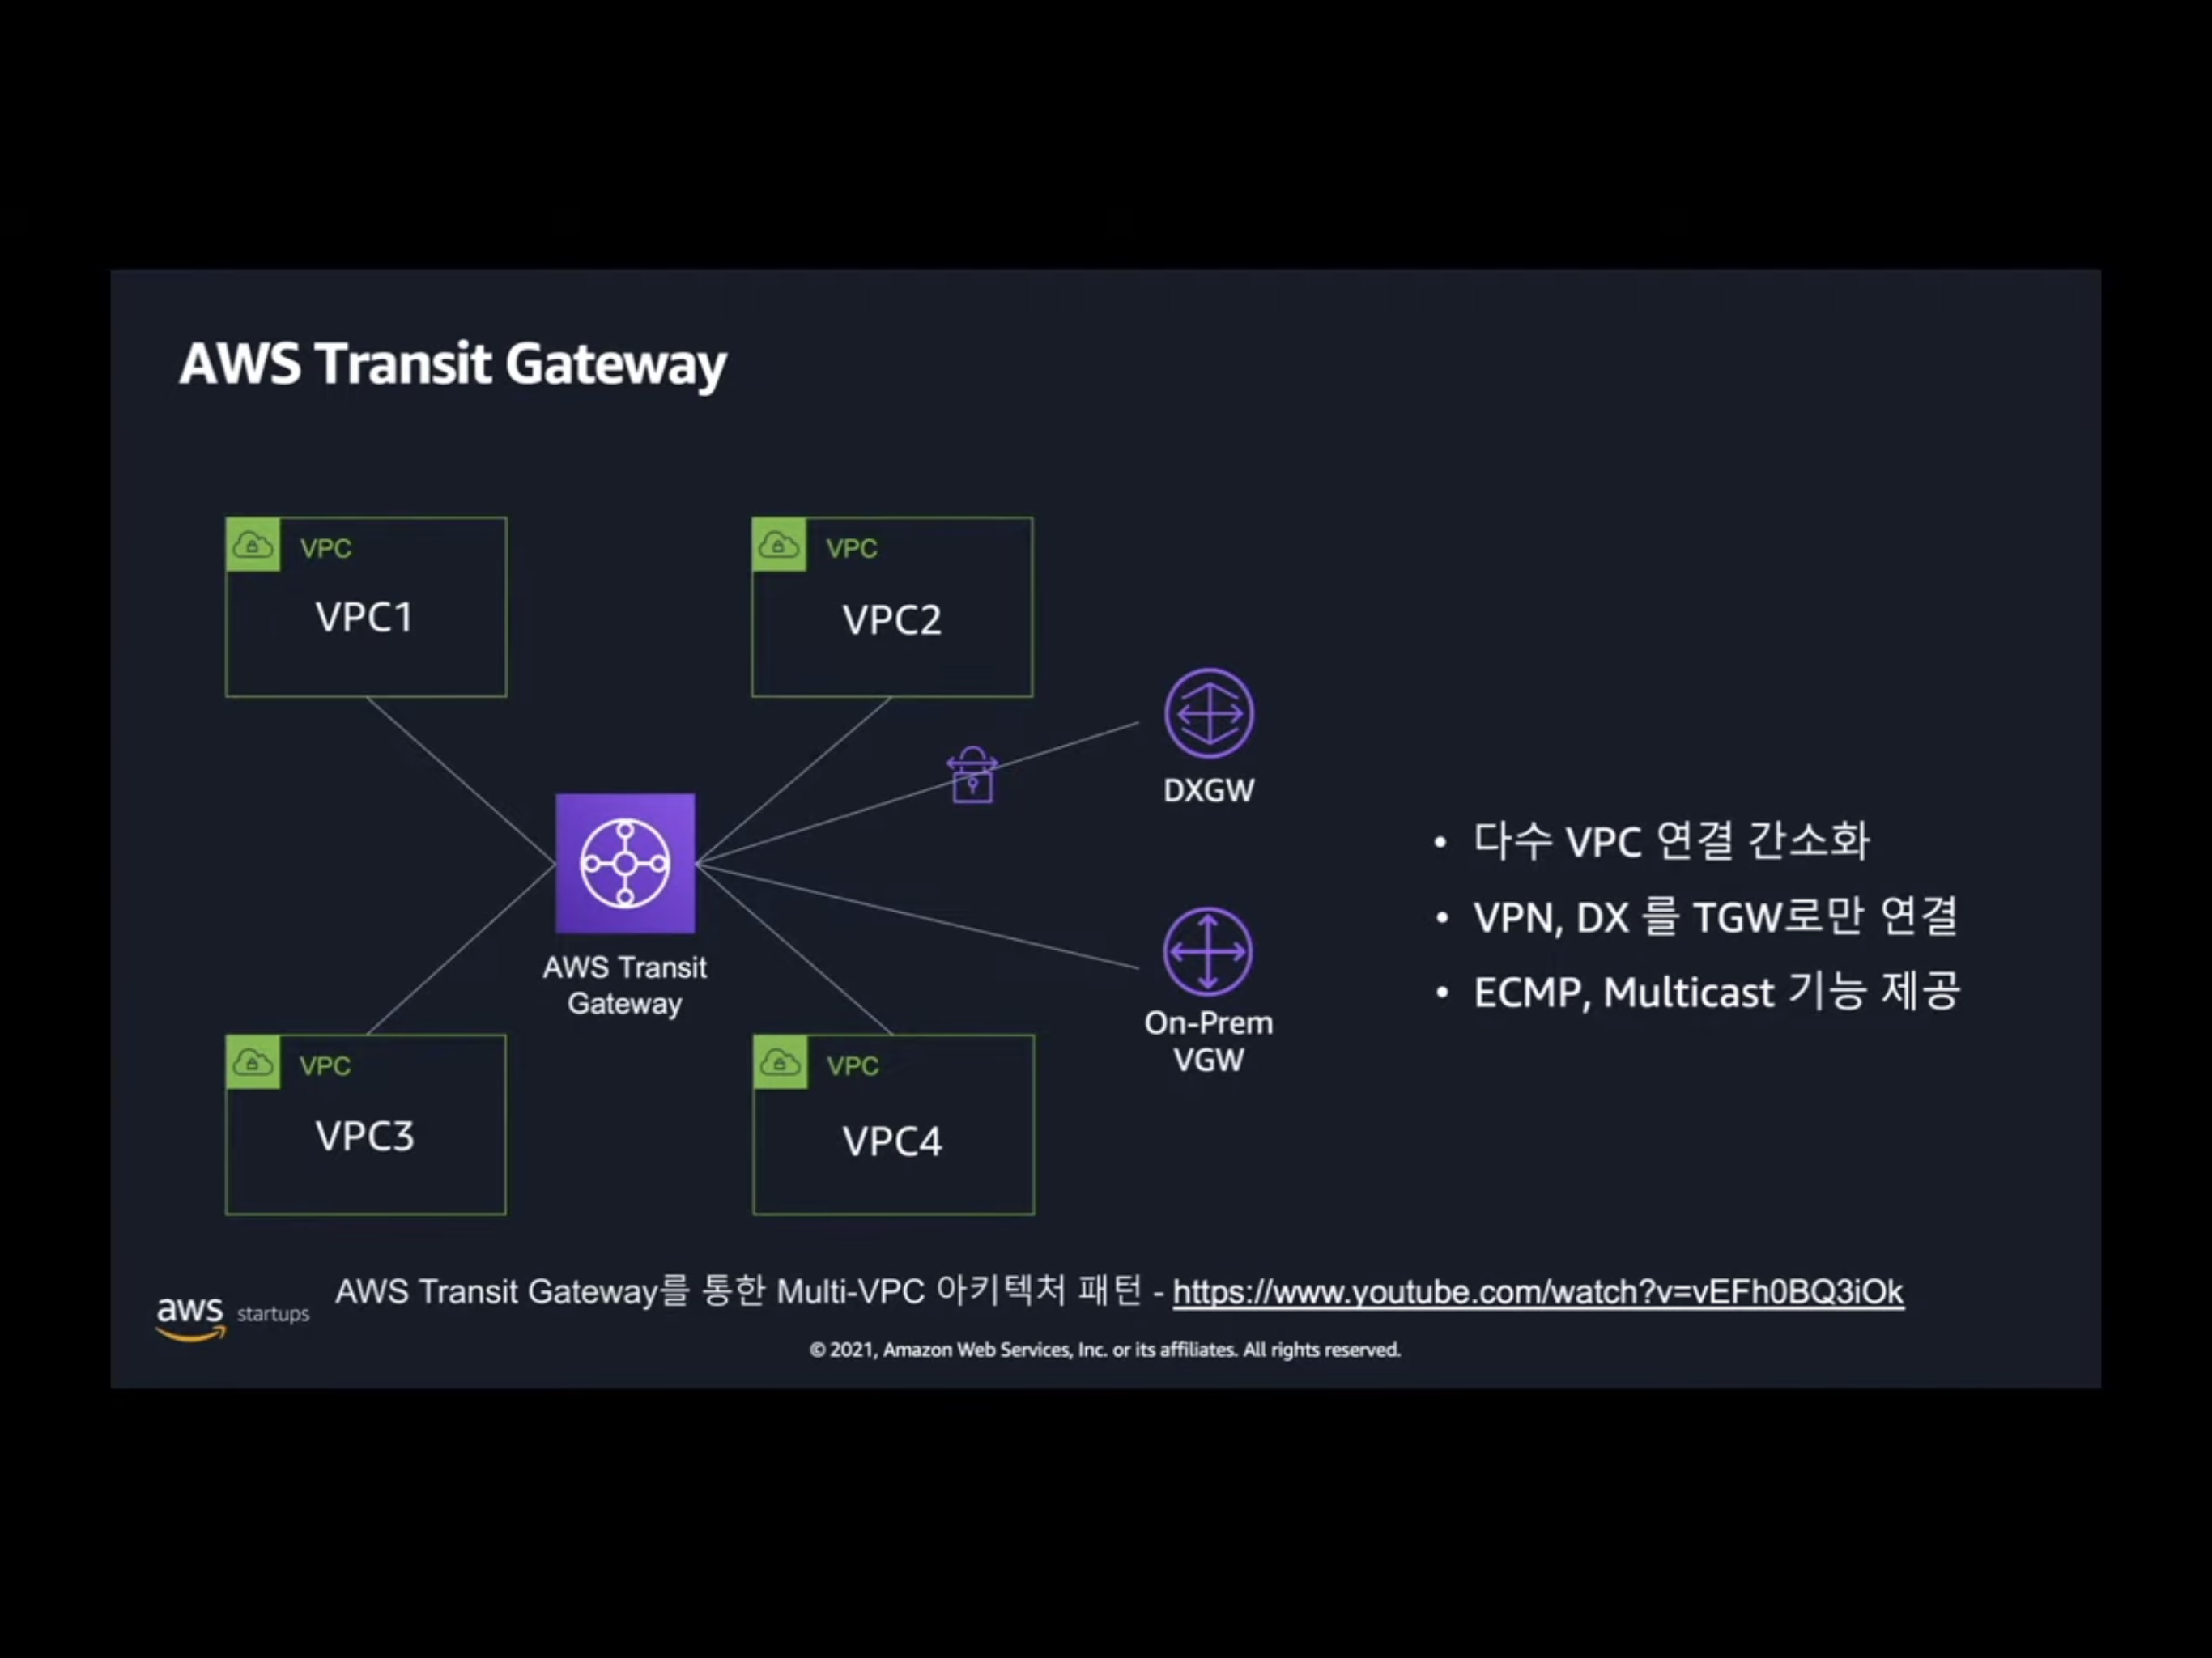 AWS Transit Gateway
VPC
VPC1
VPC
VPC2
DXGW
AWS Transit
Gateway
On-Prem
VGW
VPC
VPC3
VPC
VPC4
• 다수 VPC 연결 간소화
• VPN, DX 를 TGW로만 연결
• ECMP, Multicast 기능 제공
AWS Transit Gateway를 통한 Multi-VPC 아키텍처 패턴 - https://www.youtube.com/watch?v=vEFh0BQ3iOk
aws startups
© 2021, Amazon Web Services, Inc. or its affiliates. All rights reserved.